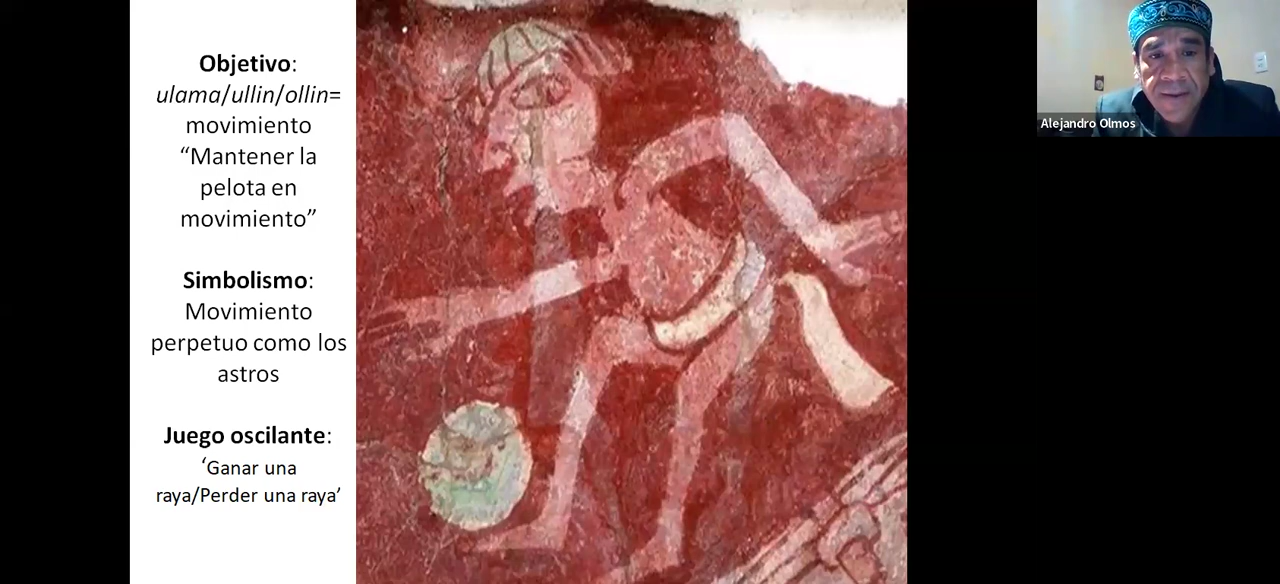 Objetivo:
ulama/ullin/ollin=
movimiento
“Mantener la
pelota en
movimiento”
Simbolismo:
Movimiento
perpetuo como los
astros
Juego oscilante:
‘Ganar una
raya/Perder una raya’
Alejandro Olmos